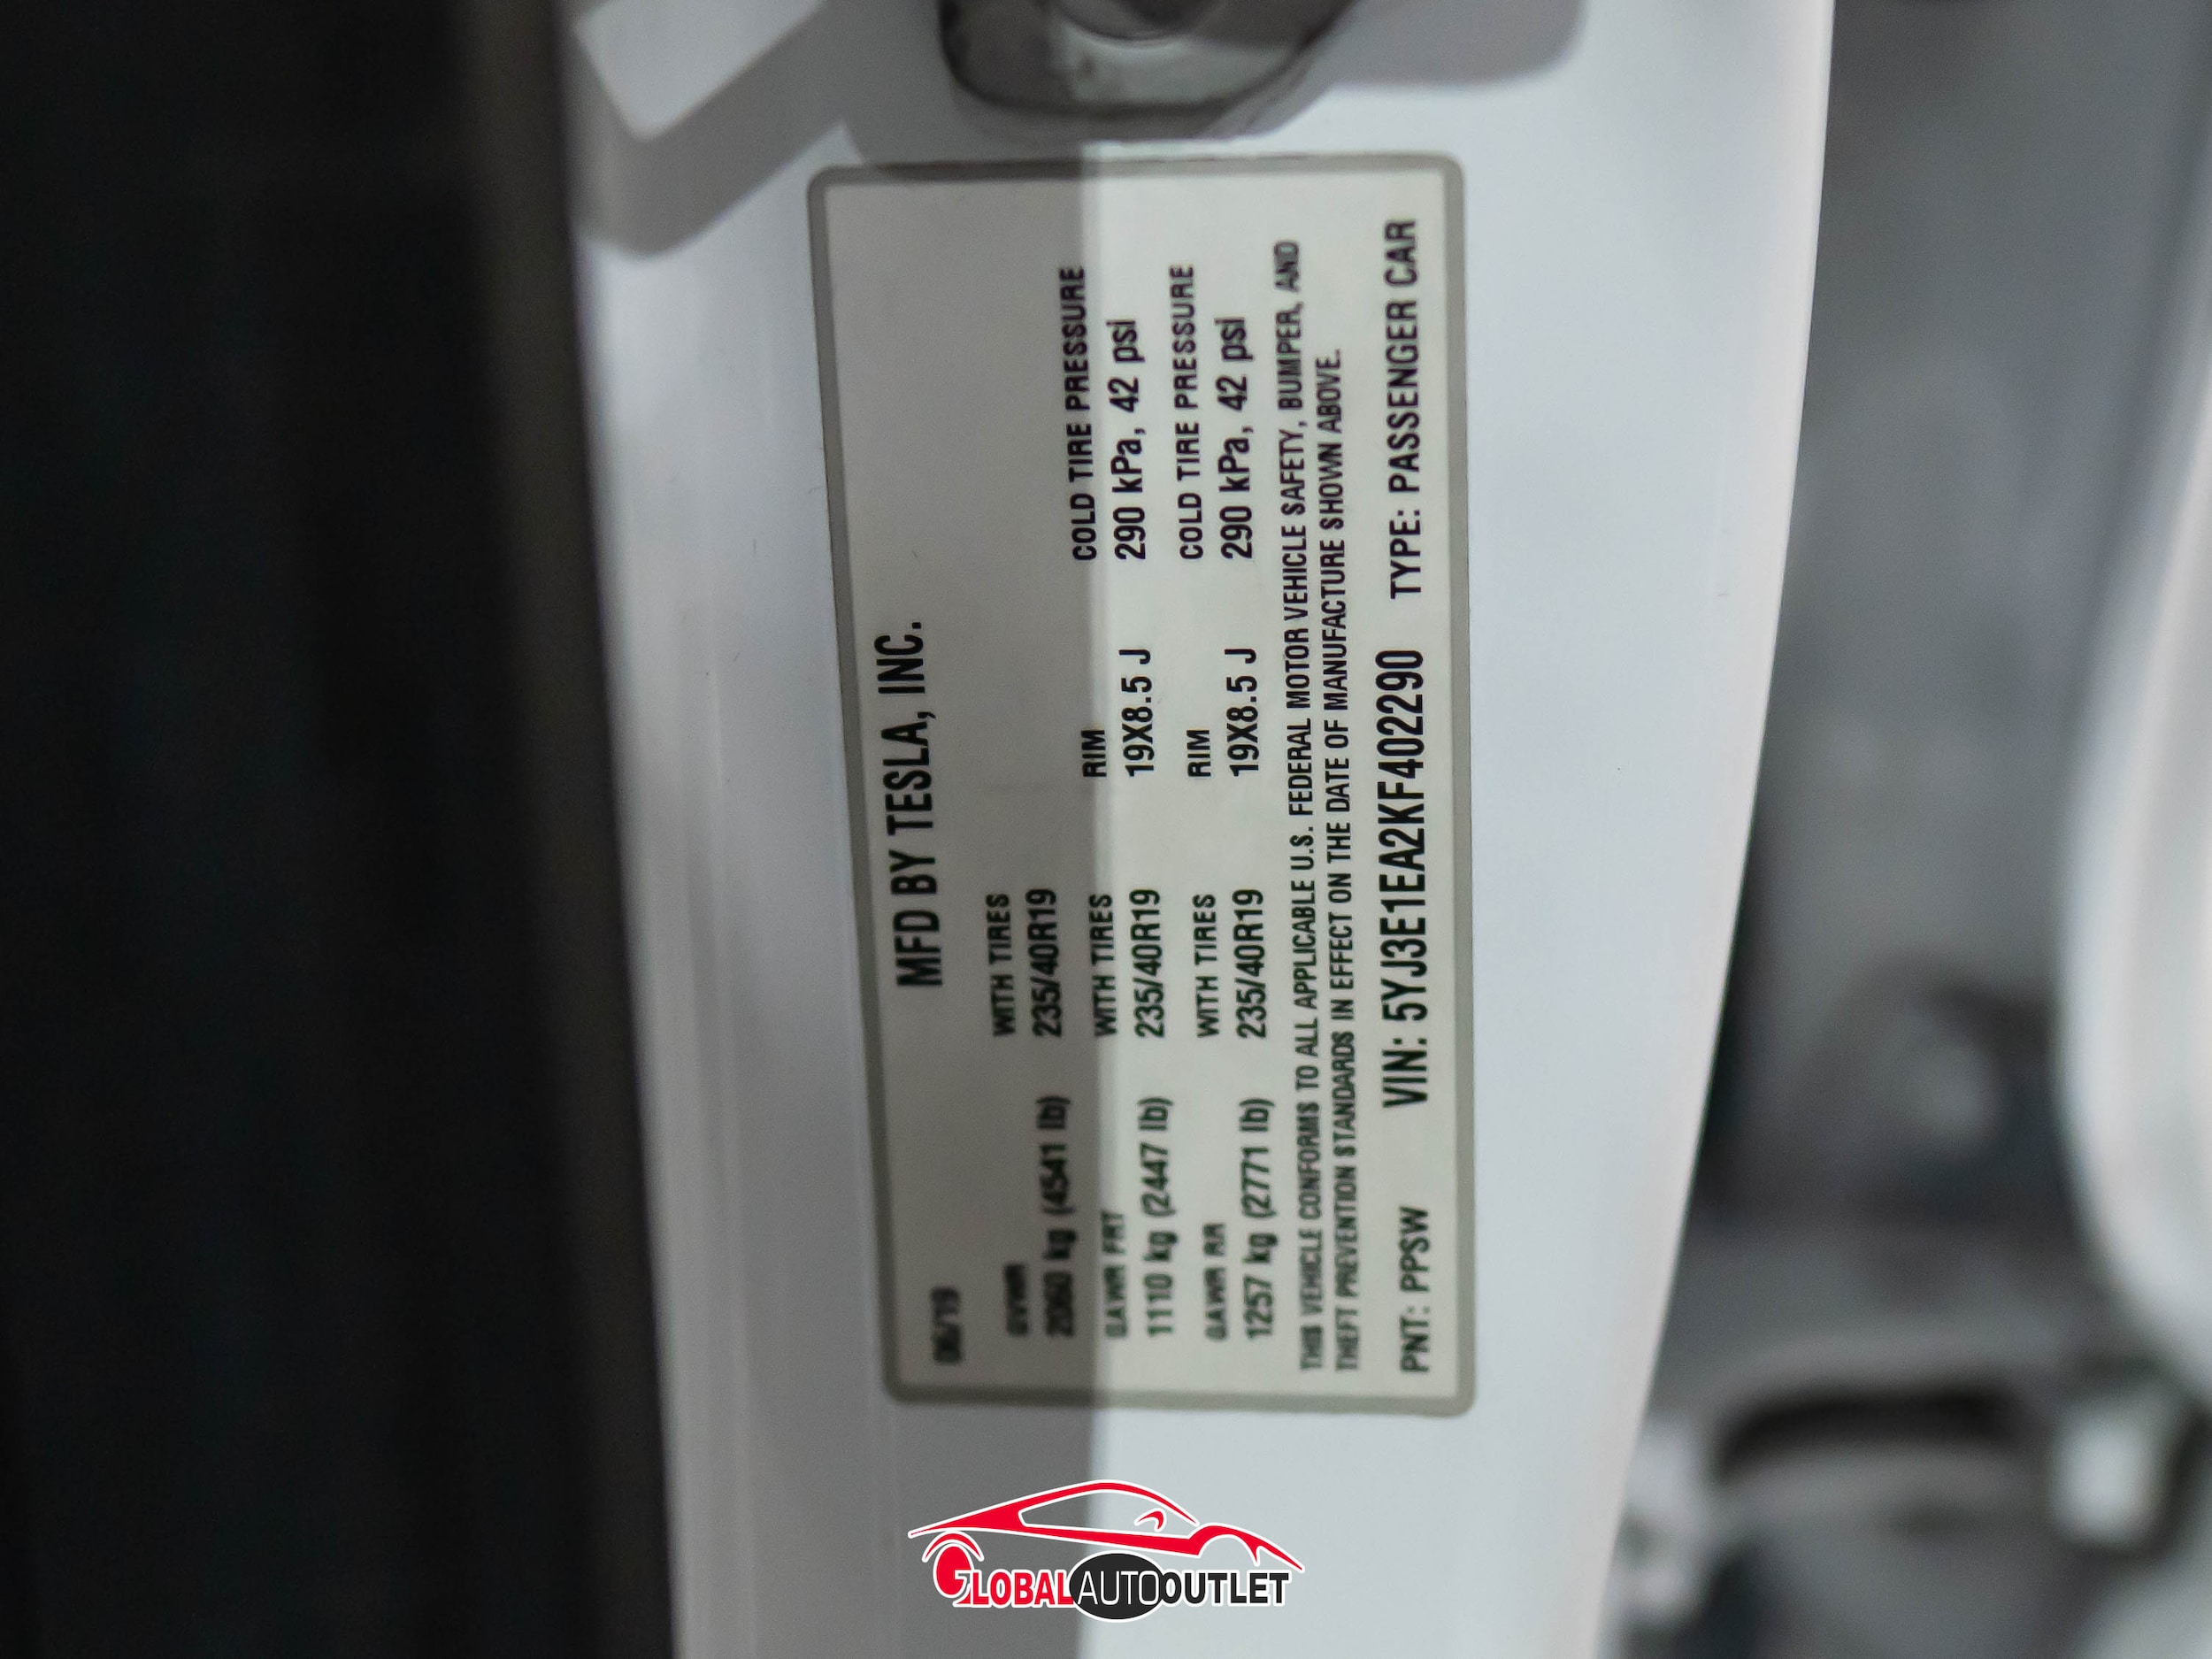 MFD BY TESLA, INC.
06/19
GVWR WITH TIRES
2060 kg (4541 lb) 235/40R19
GAWR FRT WITH TIRES RIM COLD TIRE PRESSURE
1110 kg (2447 lb) 235/40R19 19X8.5 J 290 kPa, 42 psi
GAWR RR WITH TIRES RIM COLD TIRE PRESSURE
1257 kg (2771 lb) 235/40R19 19X8.5 J 290 kPa, 42 psi
THIS VEHICLE CONFORMS TO ALL APPLICABLE U.S. FEDERAL MOTOR VEHICLE SAFETY, BUMPER, AND
THEFT PREVENTION STANDARDS IN EFFECT ON THE DATE OF MANUFACTURE SHOWN ABOVE.
PNT: PPSW VIN: 5YJ3E1EA2KF402290 TYPE: PASSENGER CAR
GLOBALAUTOOUTLET